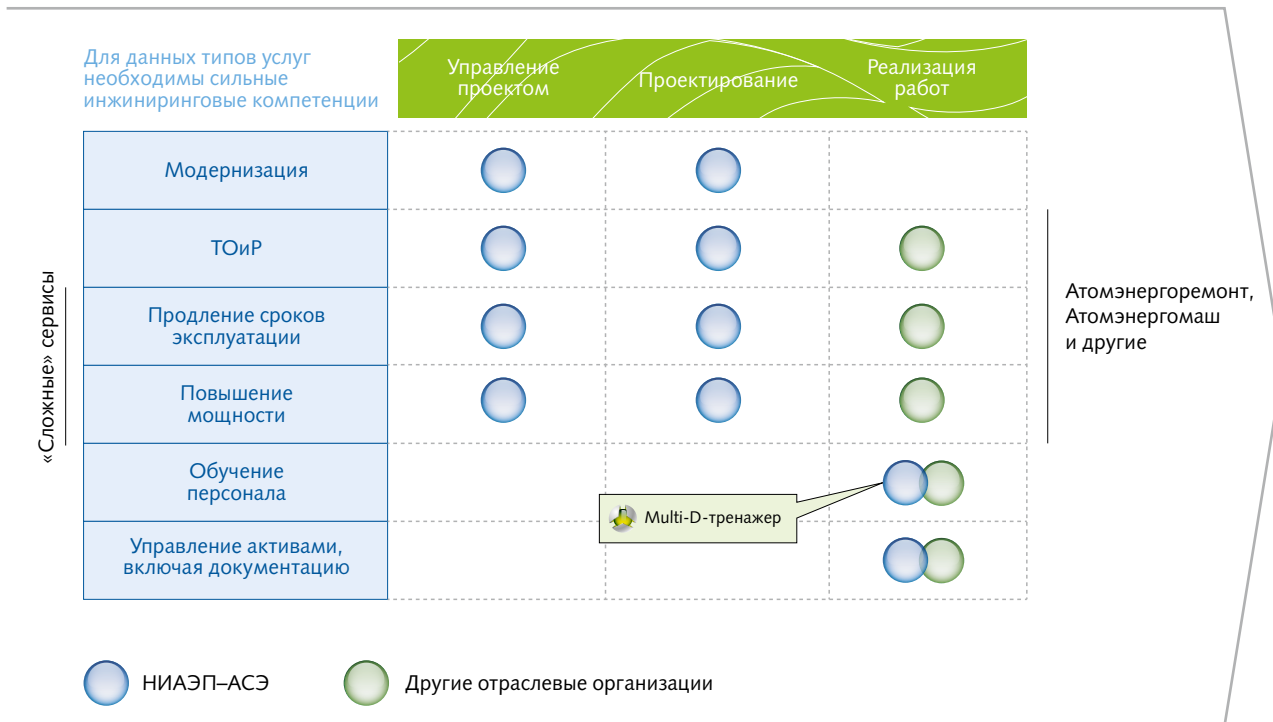 Для данных типов услуг
необходимы сильные
инжиниринговые компетенции
Управление
проектом
Проектирование
Реализация
работ
Модернизация
ТОиР
Продление сроков
эксплуатации
Повышение
мощности
Обучение
персонала
Управление активами,
включая документацию
«Сложные» сервисы
Multi-D-тренажер
Атомэнергоремонт,
Атомэнергомаш
и другие
НИАЭП–АСЭ
Другие отраслевые организации